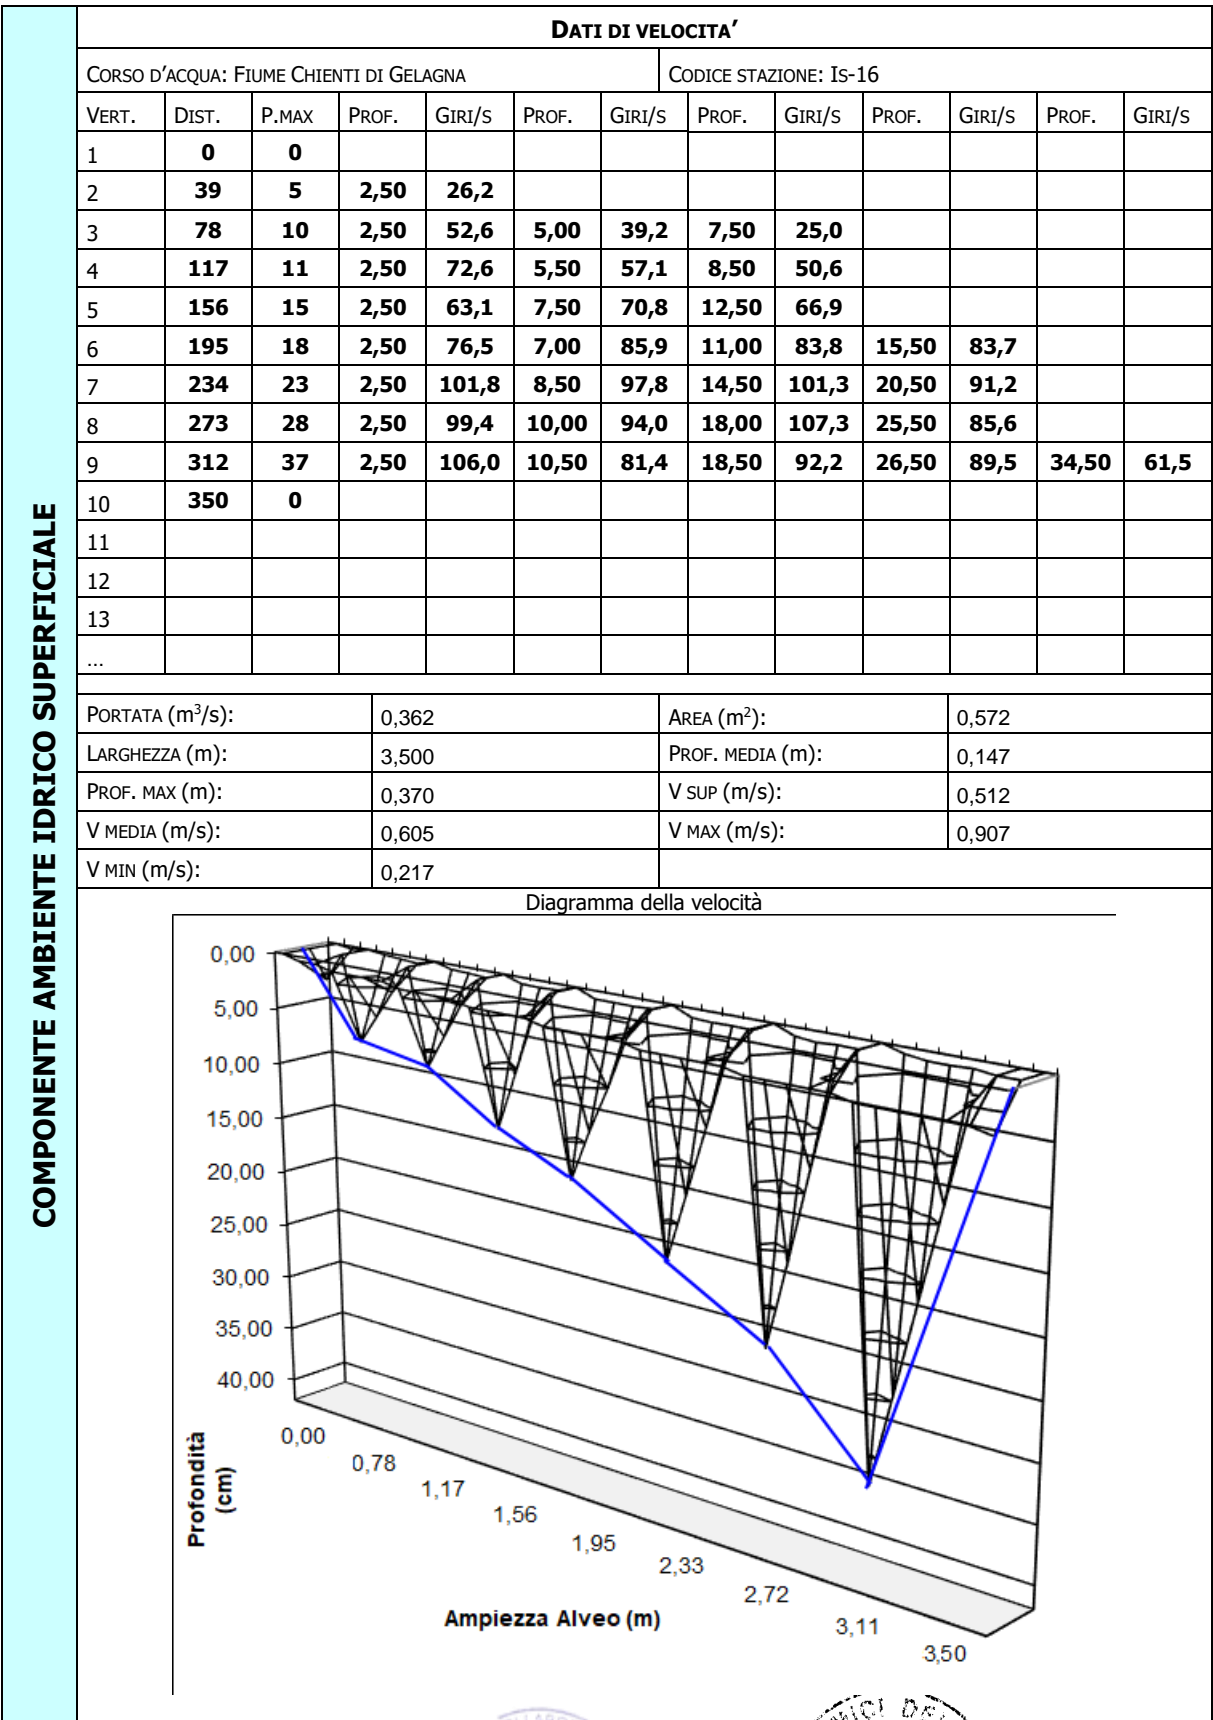 COMPONENTE AMBIENTE IDRICO SUPERFICIALE
DATI DI VELOCITA’
CORSO D’ACQUA: FIUME CHIENTI DI GELAGNA CODICE STAZIONE: IS-16
VERT. DIST. P.MAX PROF. GIRI/S PROF. GIRI/S PROF. GIRI/S PROF. GIRI/S PROF. GIRI/S
1 0 0
2 39 5 2,50 26,2
3 78 10 2,50 52,6 5,00 39,2 7,50 25,0
4 117 11 2,50 72,6 5,50 57,1 8,50 50,6
5 156 15 2,50 63,1 7,50 70,8 12,50 66,9
6 195 18 2,50 76,5 7,00 85,9 11,00 83,8 15,50 83,7
7 234 23 2,50 101,8 8,50 97,8 14,50 101,3 20,50 91,2
8 273 28 2,50 99,4 10,00 94,0 18,00 107,3 25,50 85,6
9 312 37 2,50 106,0 10,50 81,4 18,50 92,2 26,50 89,5 34,50 61,5
10 350 0
11
12
13
...
PORTATA (m3/s): 0,362 AREA (m2): 0,572
LARGHEZZA (m): 3,500 PROF. MEDIA (m): 0,147
PROF. MAX (m): 0,370 V SUP (m/s): 0,512
V MEDIA (m/s): 0,605 V MAX (m/s): 0,907
V MIN (m/s): 0,217
Diagramma della velocità
0,00
5,00
10,00
15,00
20,00
25,00
30,00
35,00
40,00
Profondità
(cm)
0,00
0,78
1,17
1,56
1,95
2,33
2,72
3,11
3,50
Ampiezza Alveo (m)